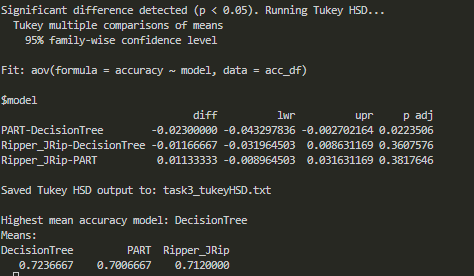 Significant difference detected (p < 0.05). Running Tukey HSD...
  Tukey multiple comparisons of means
    95% family-wise confidence level

Fit: aov(formula = accuracy ~ model, data = acc_df)

$model
                                diff          lwr          upr     p adj
PART-DecisionTree        -0.02300000 -0.043297836 -0.002702164 0.0223506
Ripper_JRip-DecisionTree -0.01166667 -0.031964503  0.008631169 0.3607576
Ripper_JRip-PART          0.01133333 -0.008964503  0.031631169 0.3817646

Saved Tukey HSD output to: task3_tukeyHSD.txt

Highest mean accuracy model: DecisionTree
Means:
DecisionTree         PART  Ripper_JRip
   0.7236667    0.7006667    0.7120000